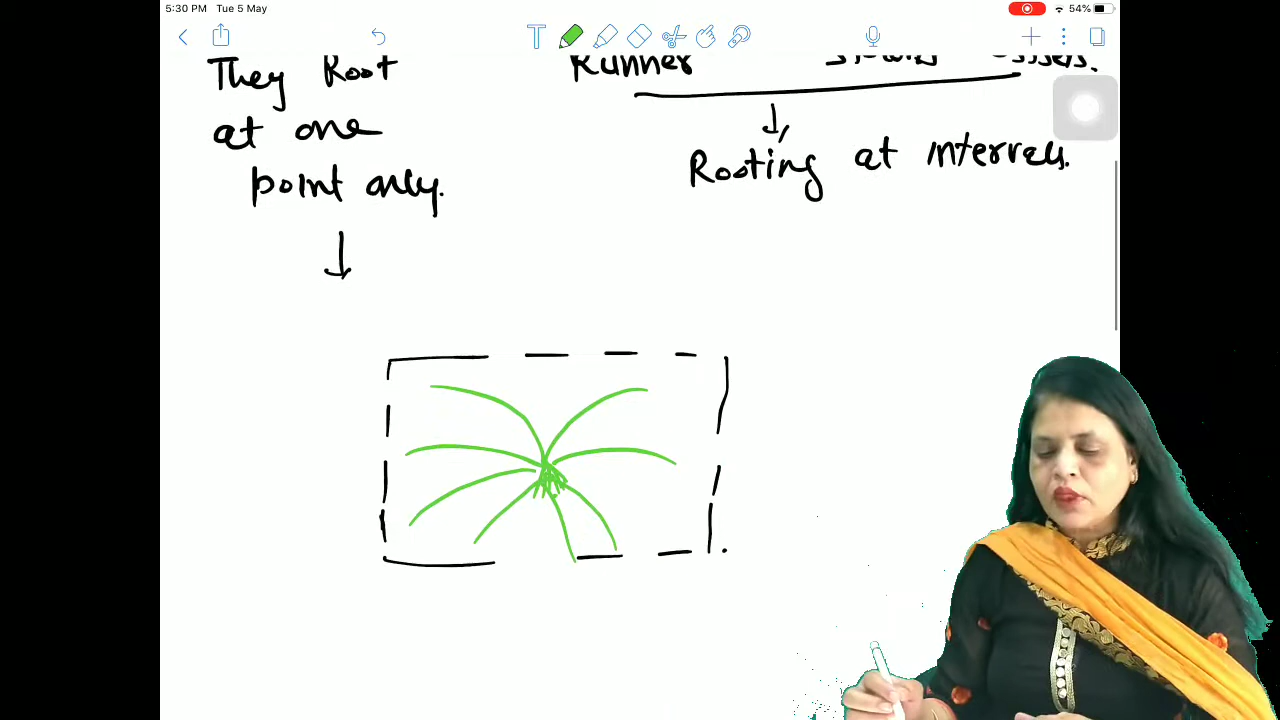 5:30 PM Tue 5 May
54%
T
They Root
at one
point only.
Runner
Rooting at intervals.